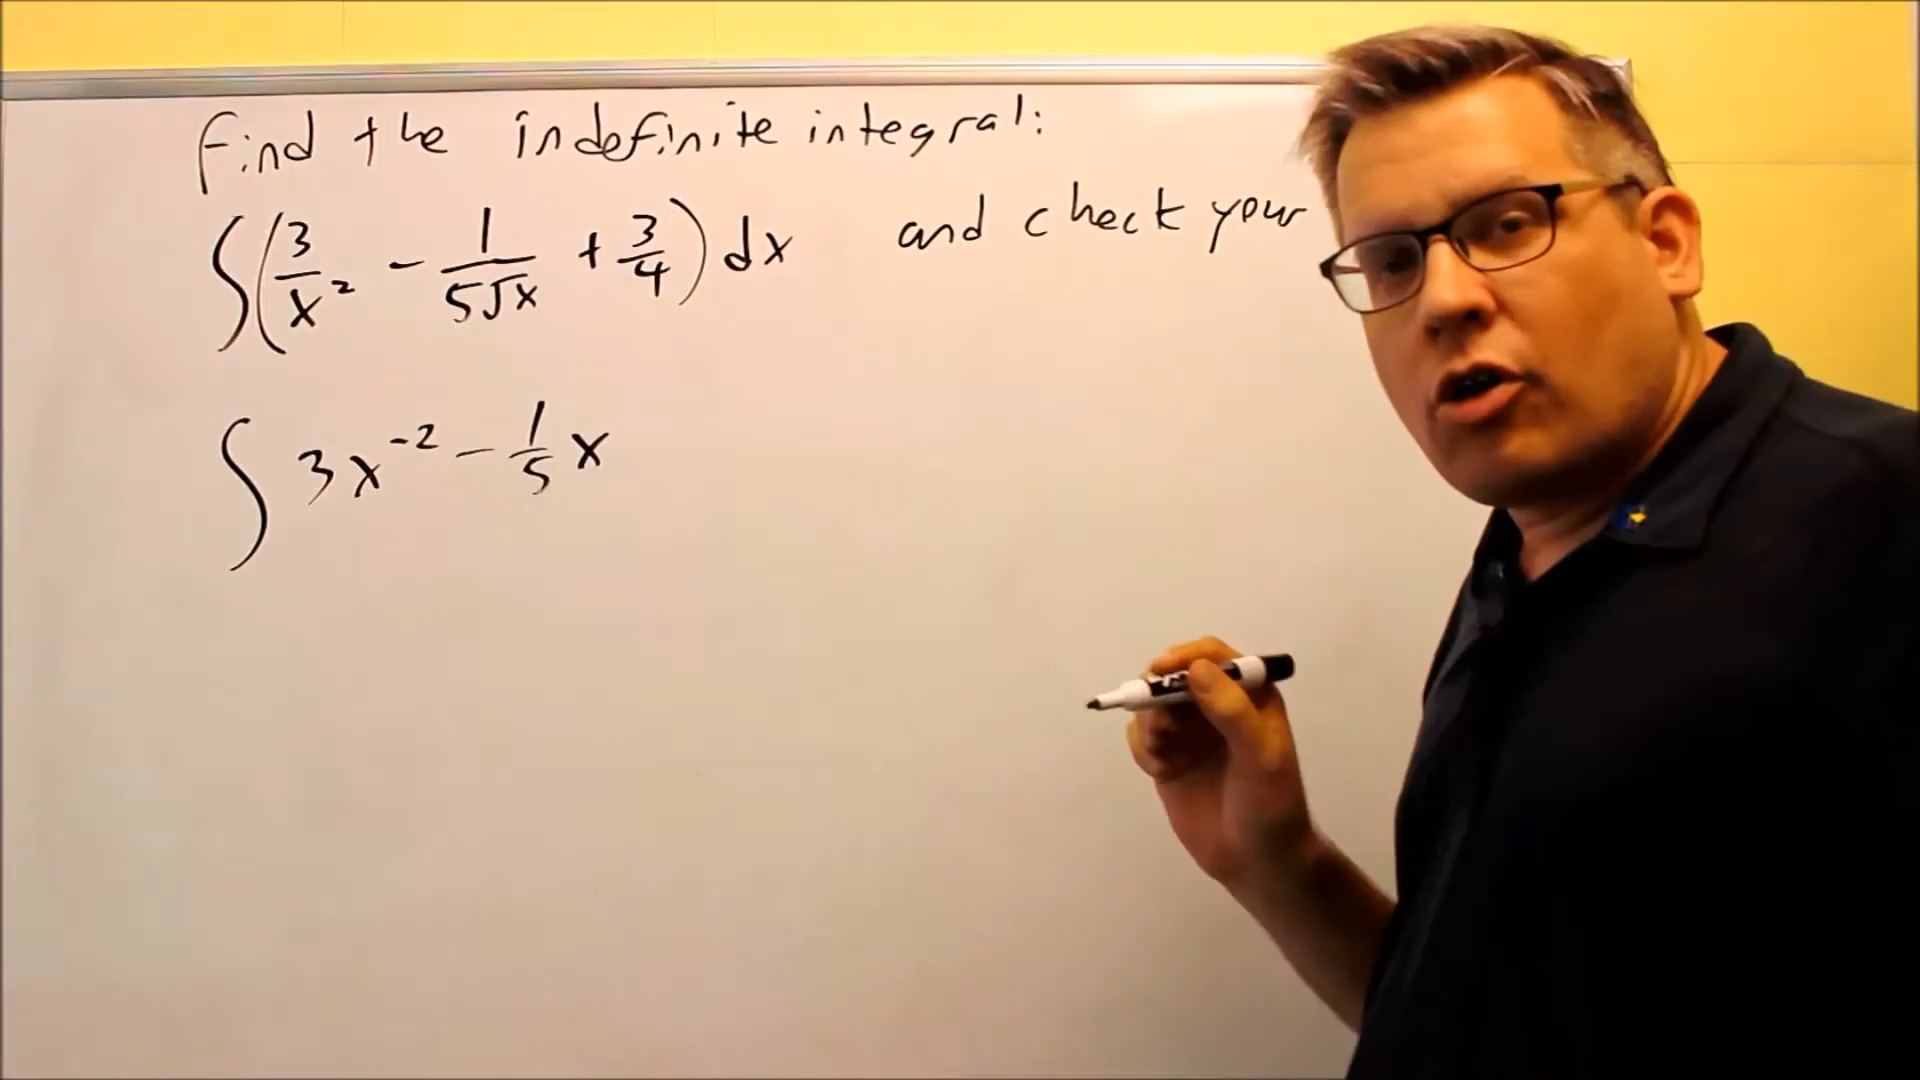 Find the indefinite integral:
∫(3/x² - 1/5√x + 3/4) dx and check your
∫ 3x⁻² - 1/5 x